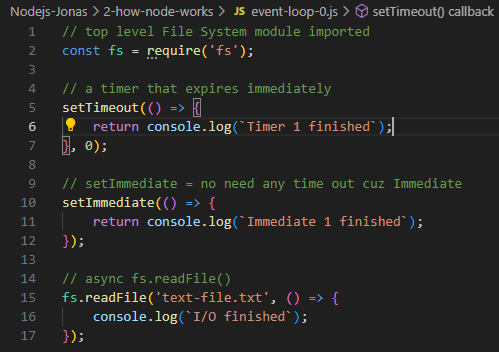 Nodejs-Jonas > 2-how-node-works > JS event-loop-0.js > setTimeout() callback
1 // top level File System module imported
2 const fs = require('fs');
3
4 // a timer that expires immediately
5 setTimeout(() => {
6 return console.log(`Timer 1 finished`);
7 }, 0);
8
9 // setImmediate = no need any time out cuz Immediate
10 setImmediate(() => {
11 return console.log(`Immediate 1 finished`);
12 });
13
14 // async fs.readFile()
15 fs.readFile('text-file.txt', () => {
16 console.log(`I/O finished`);
17 });